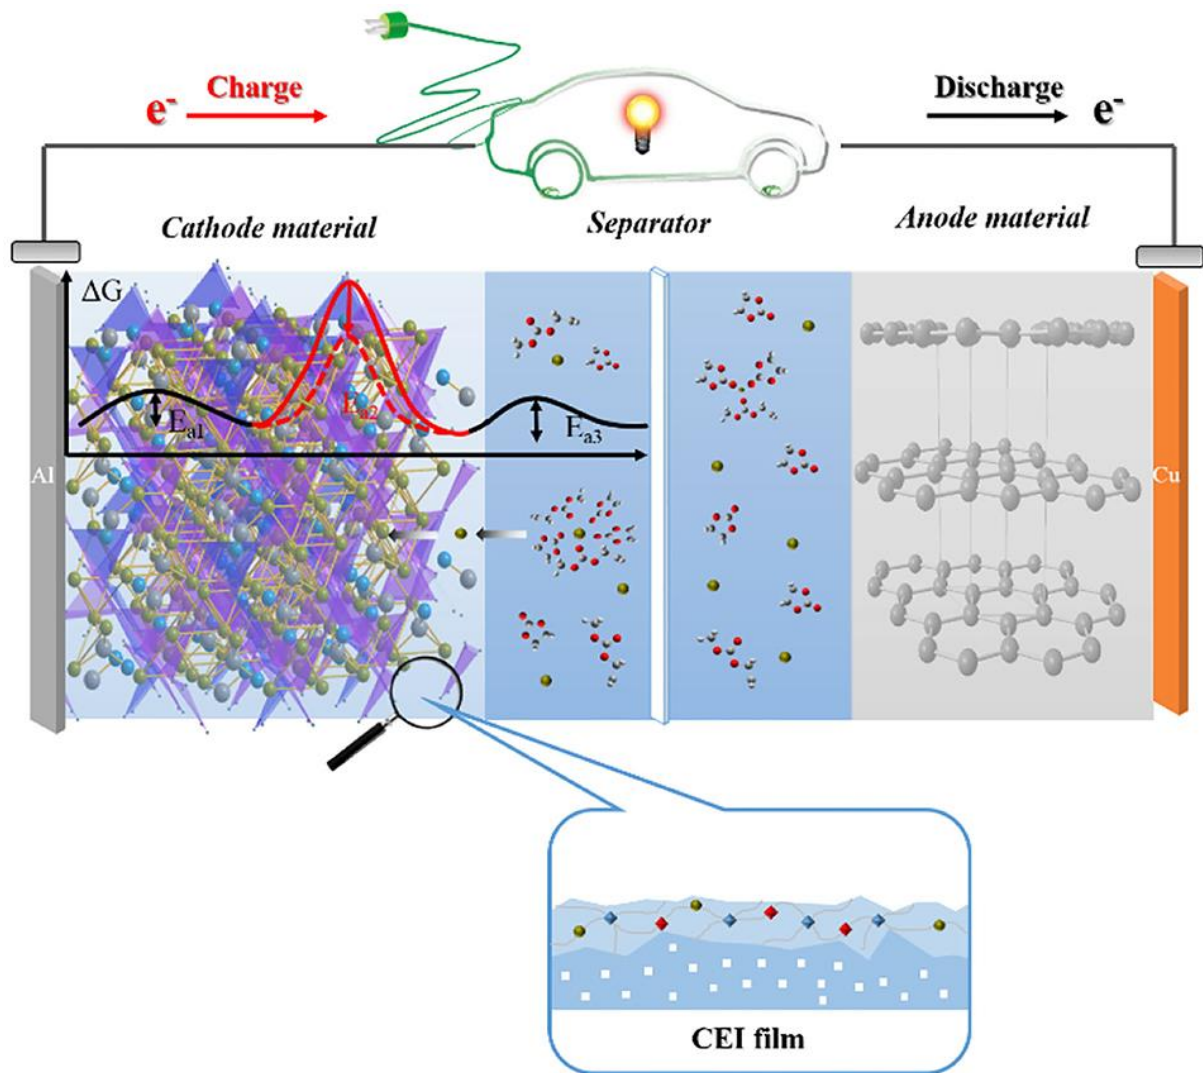 e⁻ Charge
Discharge e⁻
Cathode material
Separator
Anode material
ΔG
Eₐ₁
Eₐ₂
Eₐ₃
Al
Cu
CEI film